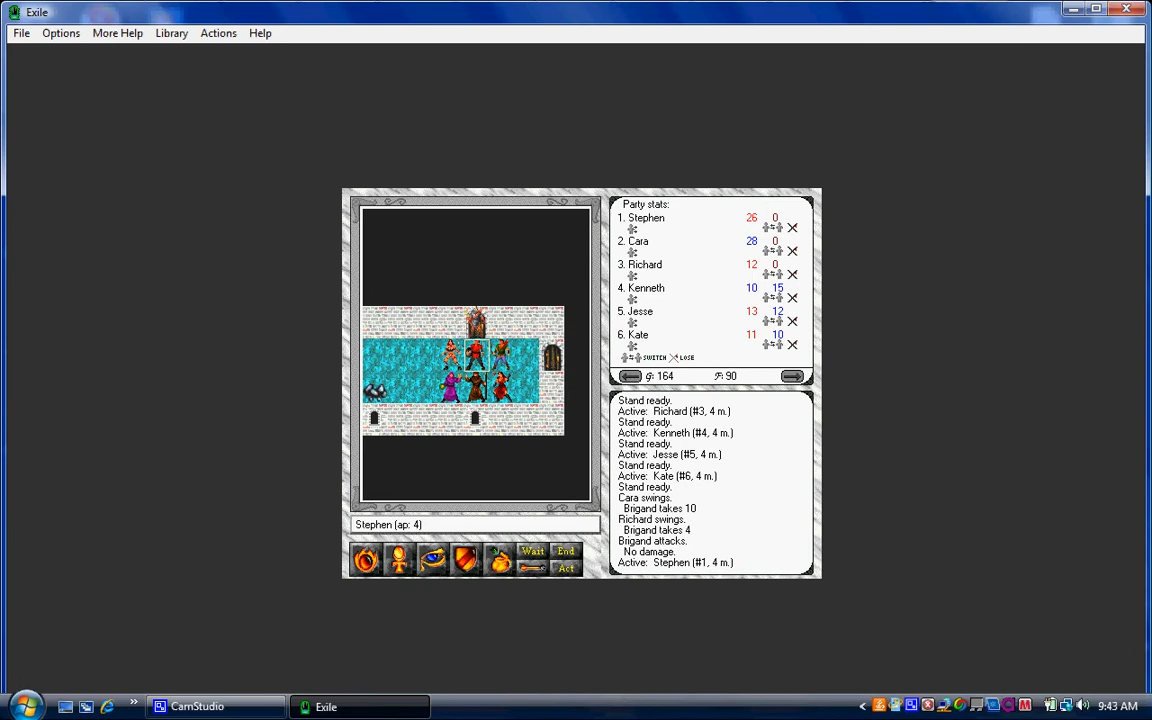 Exile
File Options More Help Library Actions Help
Party stats:
1. Stephen 26 0
2. Cara 28 0
3. Richard 12 0
4. Kenneth 10 15
5. Jesse 13 12
6. Kate 11 10
SWITCH LOSE
g: 164 F: 90
Stand ready.
Active: Richard (#3, 4 m.)
Stand ready.
Active: Kenneth (#4, 4 m.)
Stand ready.
Active: Jesse (#5, 4 m.)
Stand ready.
Active: Kate (#6, 4 m.)
Stand ready.
Cara swings.
Brigand takes 10
Richard swings.
Brigand takes 4
Brigand attacks.
No damage.
Active: Stephen (#1, 4 m.)
Stephen (ap: 4)
Wait End
Act
CamStudio Exile 9:43 AM